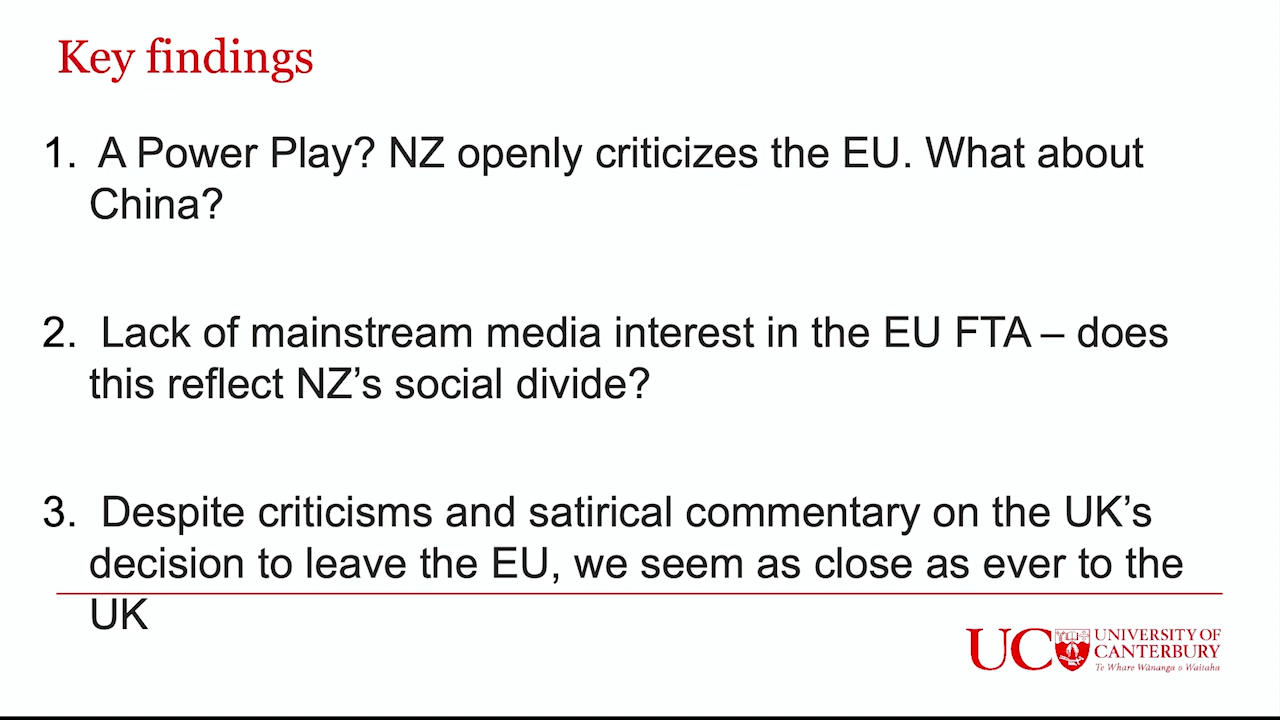 Key findings
1. A Power Play? NZ openly criticizes the EU. What about
China?
2. Lack of mainstream media interest in the EU FTA – does
this reflect NZ’s social divide?
3. Despite criticisms and satirical commentary on the UK’s
decision to leave the EU, we seem as close as ever to the
UK
UC UNIVERSITY OF
CANTERBURY
Te Whare Wānanga o Waitaha